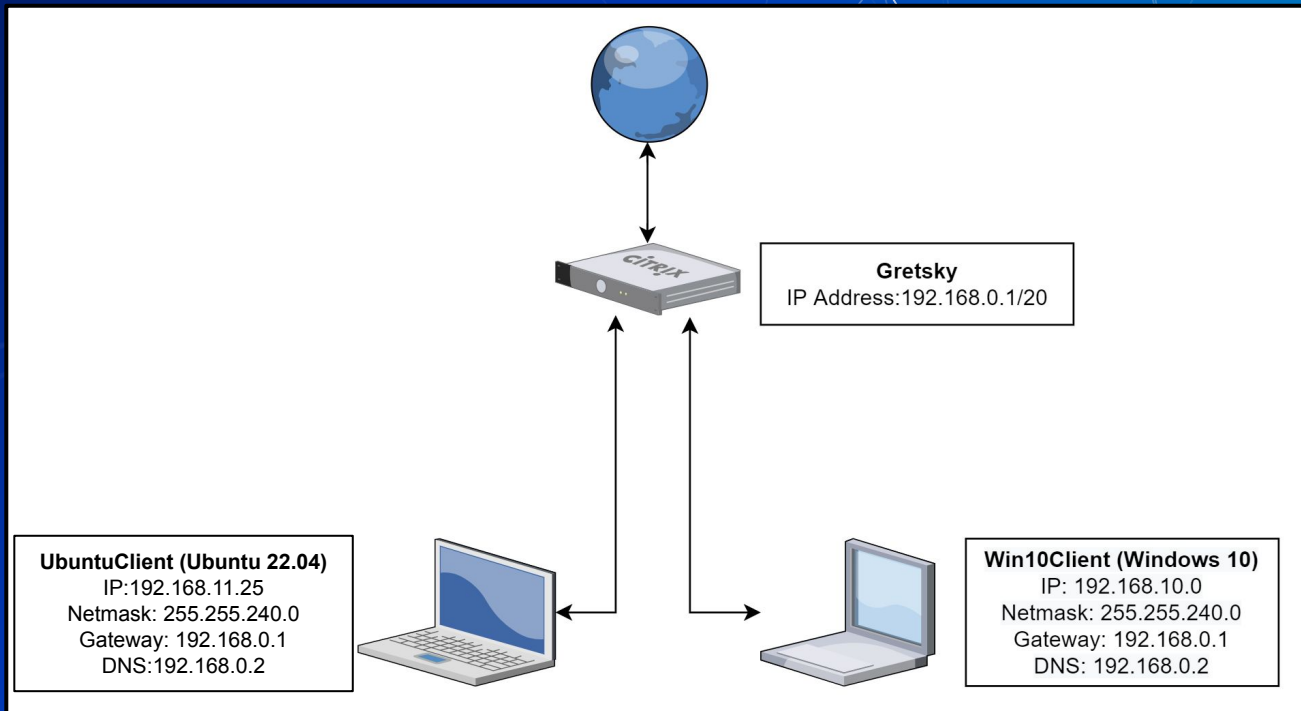 CITRIX
Gretsky
IP Address:192.168.0.1/20
UbuntuClient (Ubuntu 22.04)
IP:192.168.11.25
Netmask: 255.255.240.0
Gateway: 192.168.0.1
DNS:192.168.0.2
Win10Client (Windows 10)
IP: 192.168.10.0
Netmask: 255.255.240.0
Gateway: 192.168.0.1
DNS: 192.168.0.2